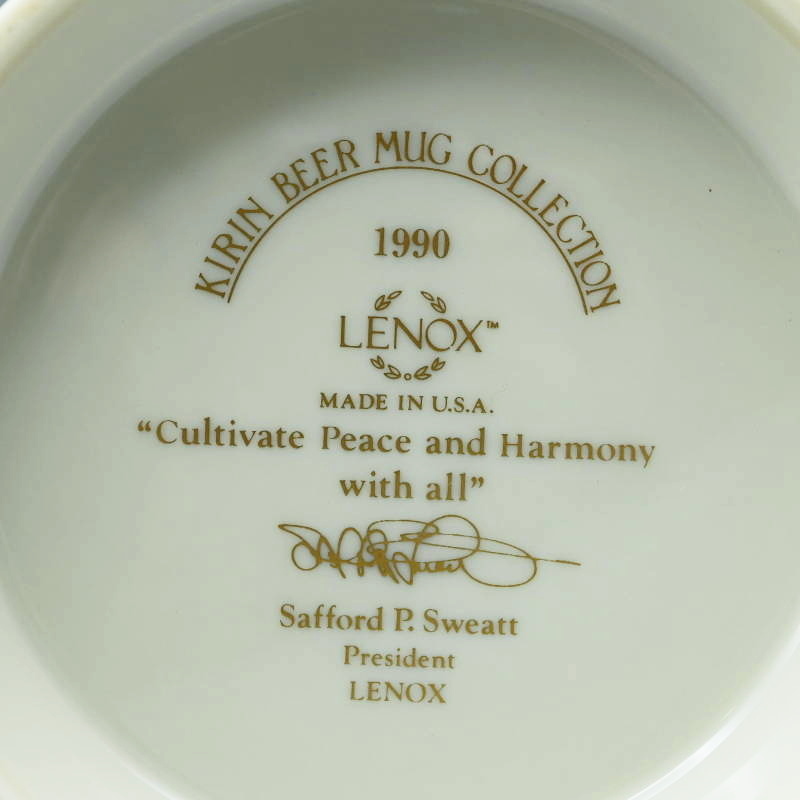 KIRIN BEER MUG COLLECTION
1990
LENOX™
MADE IN U.S.A.
“Cultivate Peace and Harmony
with all”
Safford P. Sweatt
President
LENOX